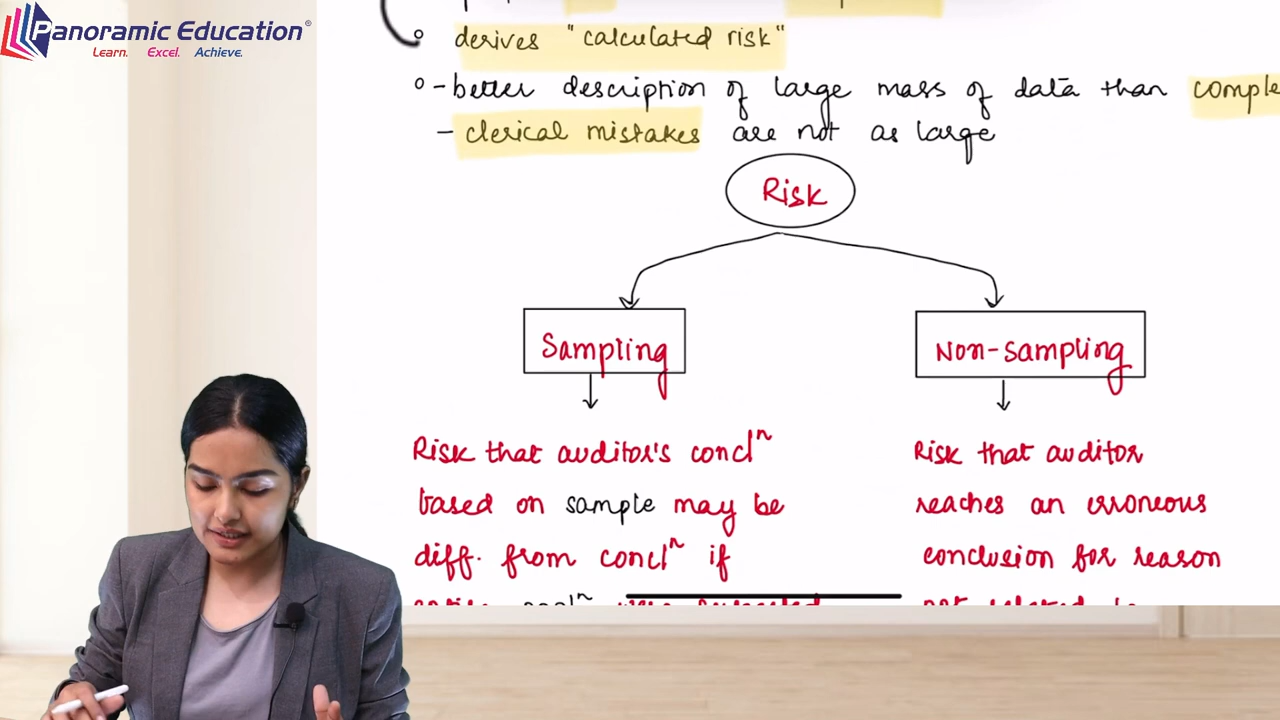 Panoramic Education®
Learn. Excel. Achieve.
derives "calculated risk"
- better description of large mass of data than comple
- clerical mistakes are not as large
Risk
Sampling
Non-sampling
Risk that auditor's conclⁿ
based on sample may be
diff. from conclⁿ if
Risk that auditor
reaches an erroneous
conclusion for reason